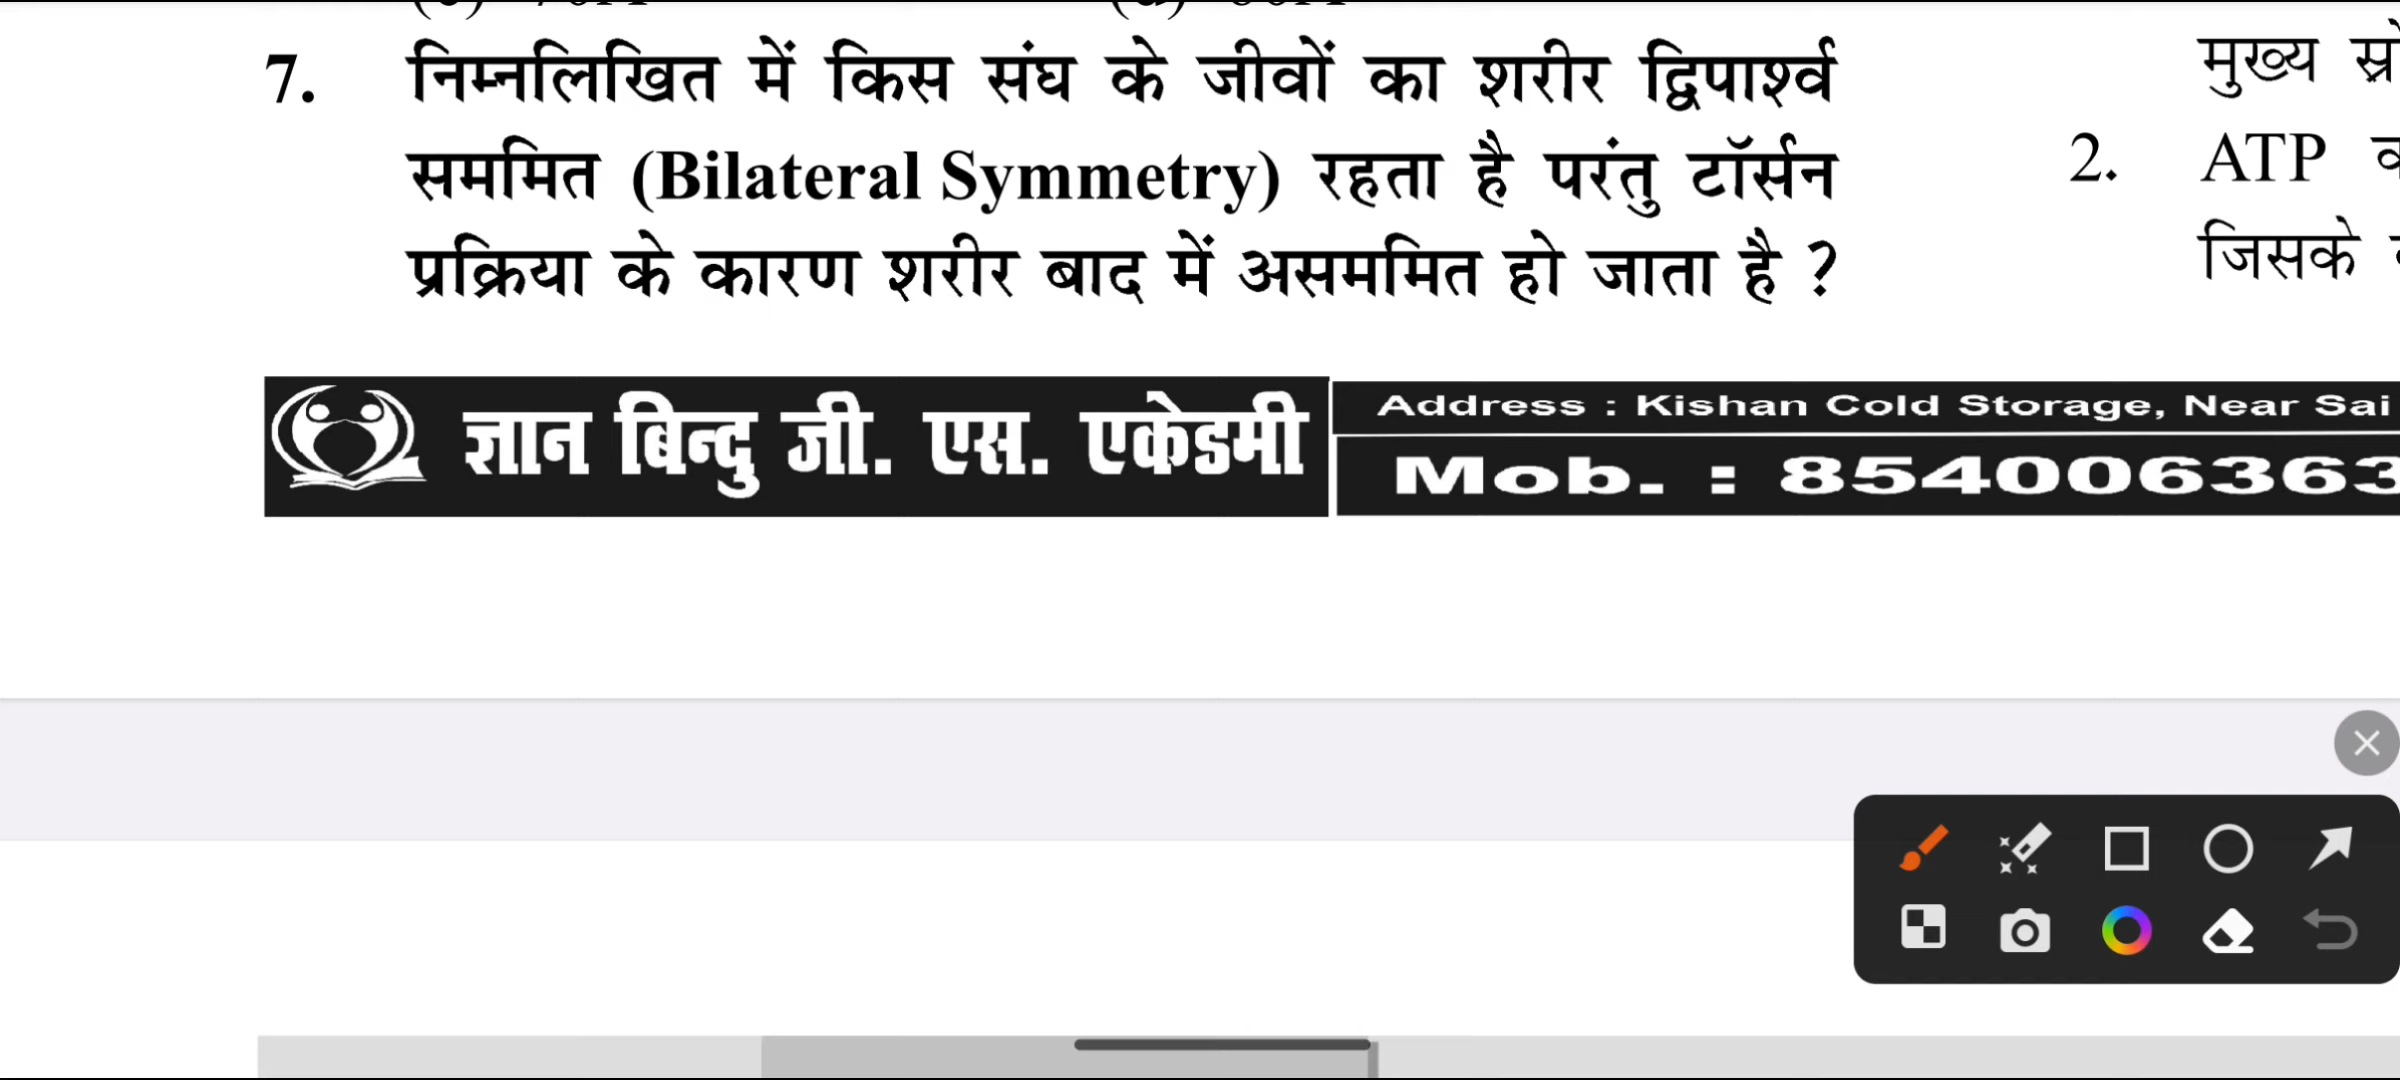 7. निम्नलिखित में किस संघ के जीवों का शरीर द्विपार्श्व
सममित (Bilateral Symmetry) रहता है परंतु टॉर्सन
प्रक्रिया के कारण शरीर बाद में असममित हो जाता है ?
मुख्य
2. ATP
जिसके
ज्ञान बिन्दु जी. एस. एकेडमी
Address : Kishan Cold Storage, Near Sai
Mob. : 854006363